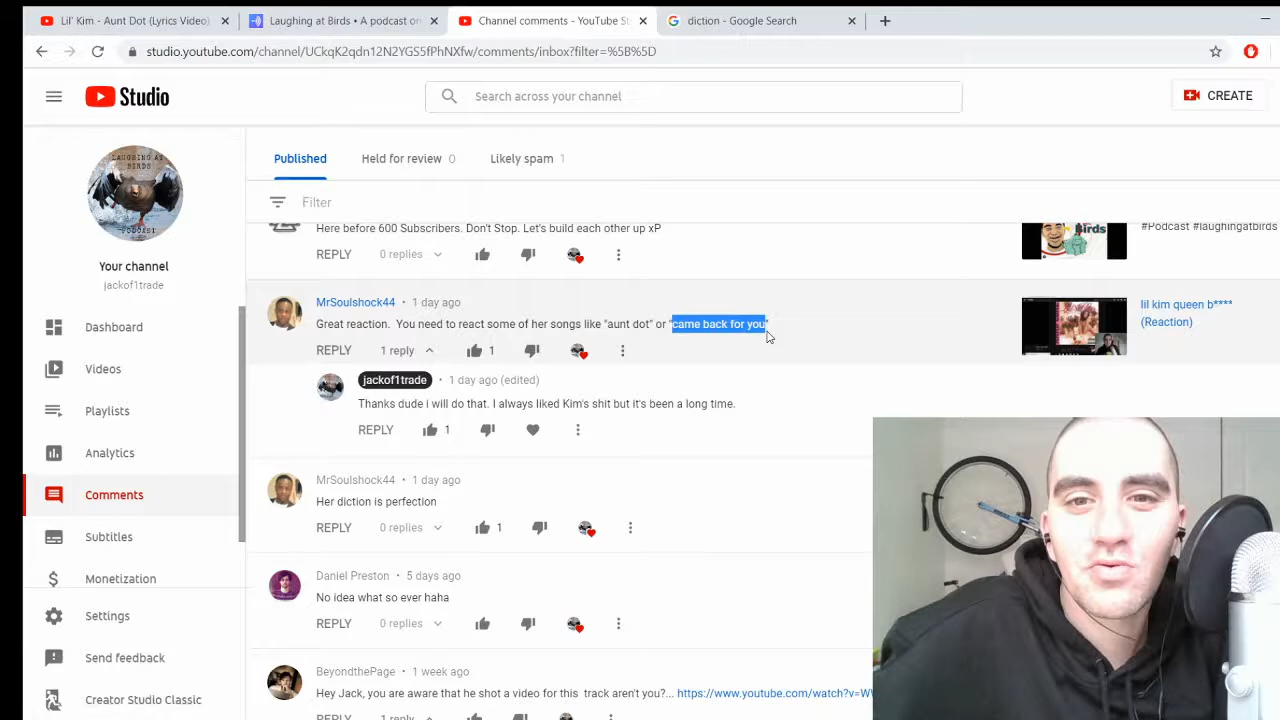 Lil' Kim - Aunt Dot (Lyrics Video)
Laughing at Birds • A podcast on
Channel comments - YouTube St
diction - Google Search
studio.youtube.com/channel/UCkqK2qdn12N2YGS5fPhNXfw/comments/inbox?filter=%5B%5D
Studio
Search across your channel
CREATE
LAUGHING AT
BIRDS
PODCAST
Your channel
jackof1trade
Dashboard
Videos
Playlists
Analytics
Comments
Subtitles
Monetization
Settings
Send feedback
Creator Studio Classic
Published
Held for review 0
Likely spam 1
Filter
Here before 600 Subscribers. Don't Stop. Let's build each other up xP
REPLY 0 replies
Birds
#Podcast #laughingatbirds
MrSoulshock44 • 1 day ago
Great reaction. You need to react some of her songs like "aunt dot" or "came back for you"
REPLY 1 reply 1
lil kim queen b****
(Reaction)
jackof1trade • 1 day ago (edited)
Thanks dude i will do that. I always liked Kim's shit but it's been a long time.
REPLY 1
MrSoulshock44 • 1 day ago
Her diction is perfection
REPLY 0 replies 1
Daniel Preston • 5 days ago
No idea what so ever haha
REPLY 0 replies
BeyondthePage • 1 week ago
Hey Jack, you are aware that he shot a video for this track aren't you?... https://www.youtube.com/watch?v=W
REPLY 1 reply